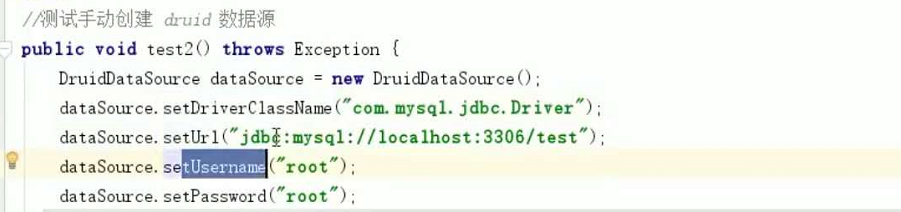 //测试手动创建 druid 数据源
public void test2() throws Exception {
DruidDataSource dataSource = new DruidDataSource();
dataSource.setDriverClassName("com.mysql.jdbc.Driver");
dataSource.setUrl("jdbc:mysql://localhost:3306/test");
dataSource.setUsername("root");
dataSource.setPassword("root");